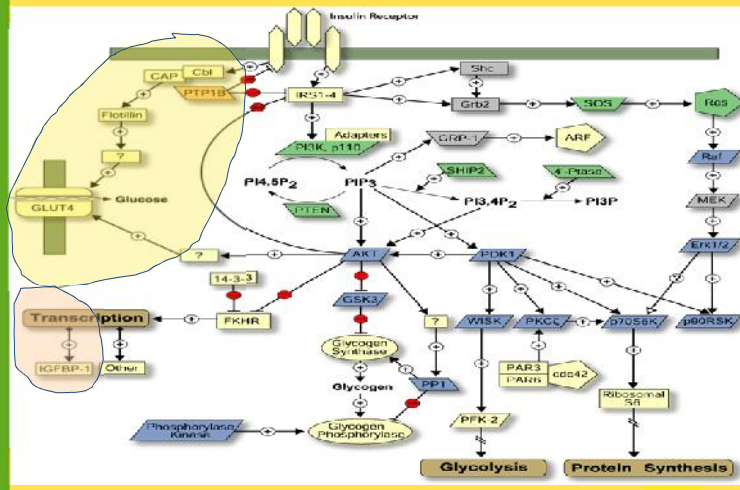 Insulin Receptor
CAP
Cbl
Shc
PTP1B
IRS1-4
Grb2
SOS
Ras
Flotillin
Adapters
PI3K, p110
GRP-1
ARF
?
Raf
SHIP2
4'-Ptase
PI4,5P2
PIP3
MEK
Glucose
GLUT4
PTEN
PI3,4P2
PI3P
Erk1/2
?
AKT
PDK1
14-3-3
GSK3
Transcription
FKHR
?
WISK
PKCζ
p70S6K
p90RSK
Glycogen
Synthase
IGFBP-1
Other
PAR3
PAR6
cdc42
Glycogen
PP1
Ribosomal
S6
Phosphorylase
Kinase
Glycogen
Phosphorylase
PFK-2
Glycolysis
Protein Synthesis